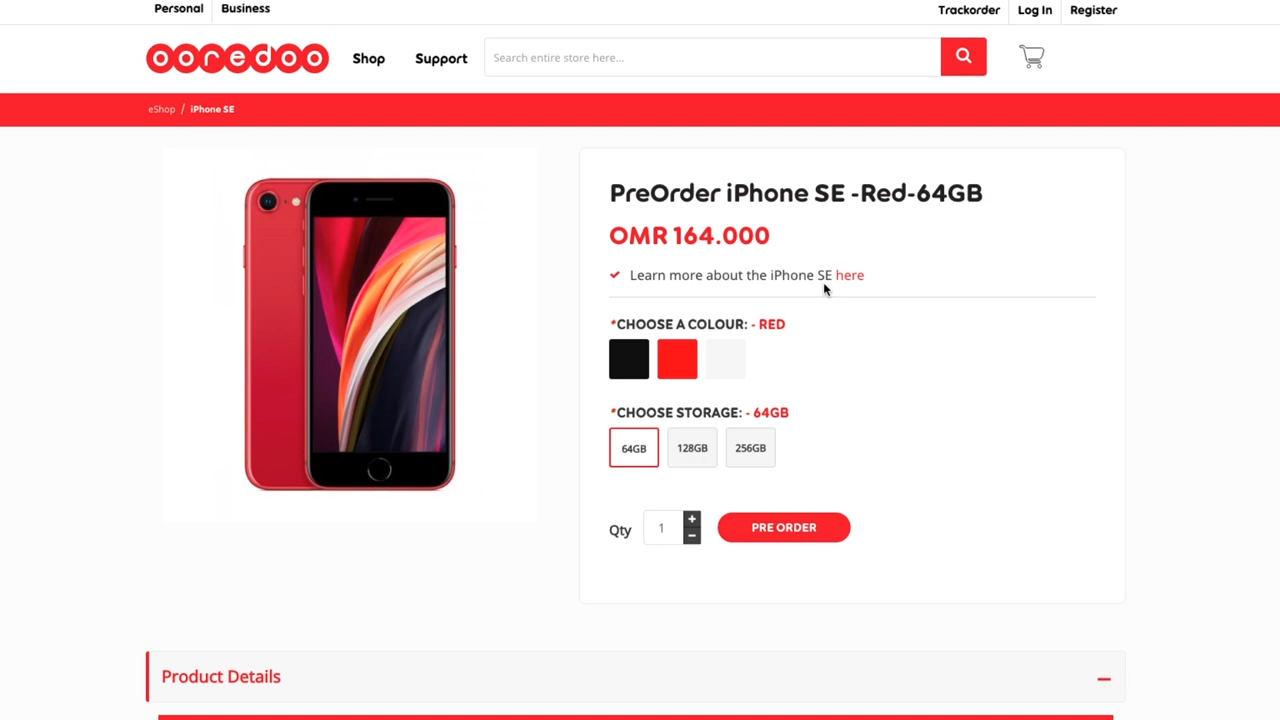 Personal
Business
Trackorder
Log In
Register
ooredoo
Shop
Support
Search entire store here...
eShop / iPhone SE
PreOrder iPhone SE -Red-64GB
OMR 164.000
Learn more about the iPhone SE here
*CHOOSE A COLOUR: - RED
*CHOOSE STORAGE: - 64GB
64GB
128GB
256GB
Qty
1
+
−
PRE ORDER
Product Details